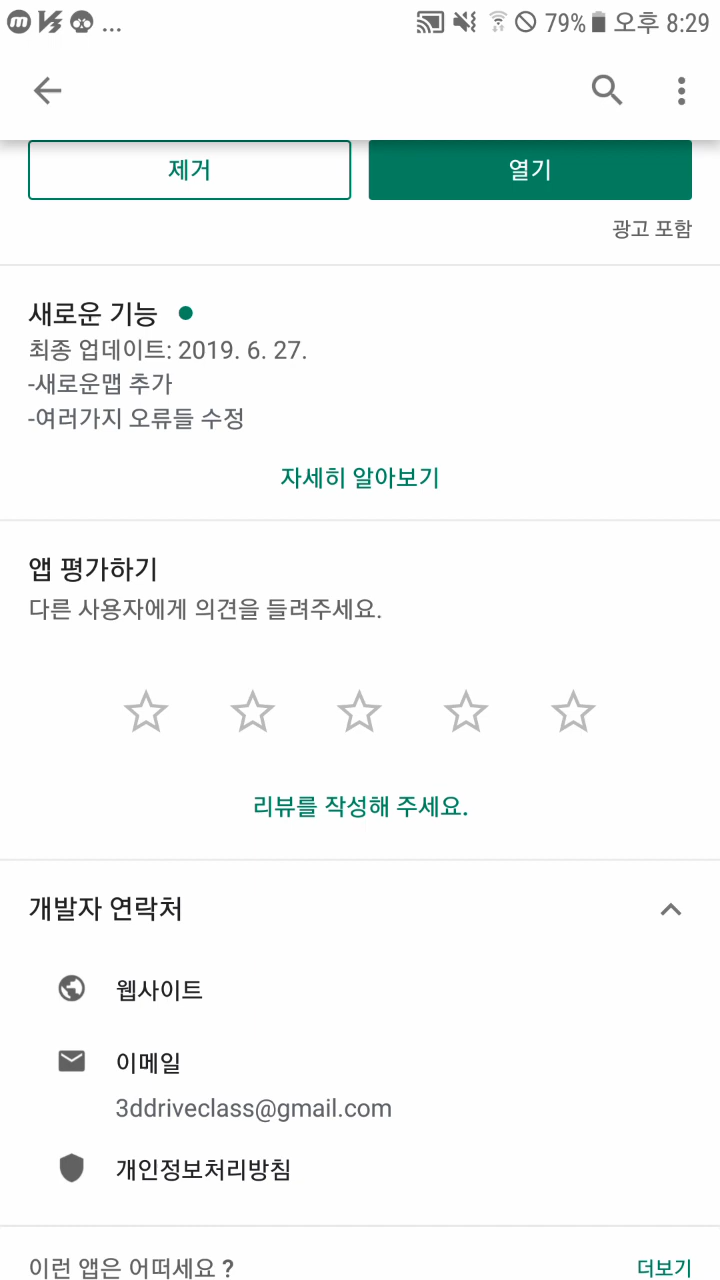 79% 오후 8:29
제거
열기
광고 포함
새로운 기능
최종 업데이트: 2019. 6. 27.
-새로운맵 추가
-여러가지 오류들 수정
자세히 알아보기
앱 평가하기
다른 사용자에게 의견을 들려주세요.
리뷰를 작성해 주세요.
개발자 연락처
웹사이트
이메일
3ddriveclass@gmail.com
개인정보처리방침
이런 앱은 어떠세요 ?
더보기